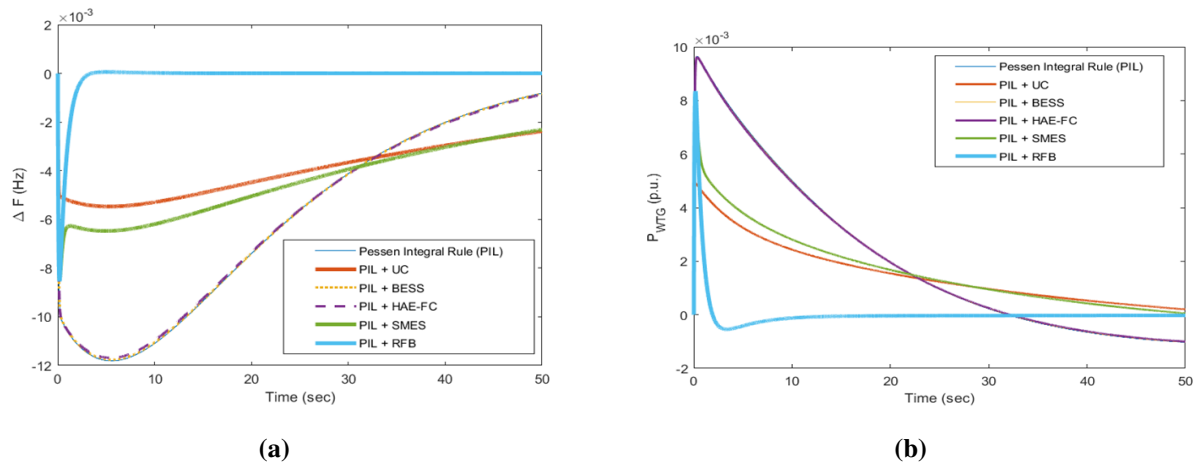 ×10⁻³
2
0
-2
-4
-6
-8
-10
-12
Δ F (Hz)
0
10
20
30
40
50
Time (sec)
Pessen Integral Rule (PIL)
PIL + UC
PIL + BESS
PIL + HAE-FC
PIL + SMES
PIL + RFB
(a)
×10⁻³
10
8
6
4
2
0
-2
P_WTG (p.u.)
0
10
20
30
40
50
Time (sec)
Pessen Integral Rule (PIL)
PIL + UC
PIL + BESS
PIL + HAE-FC
PIL + SMES
PIL + RFB
(b)